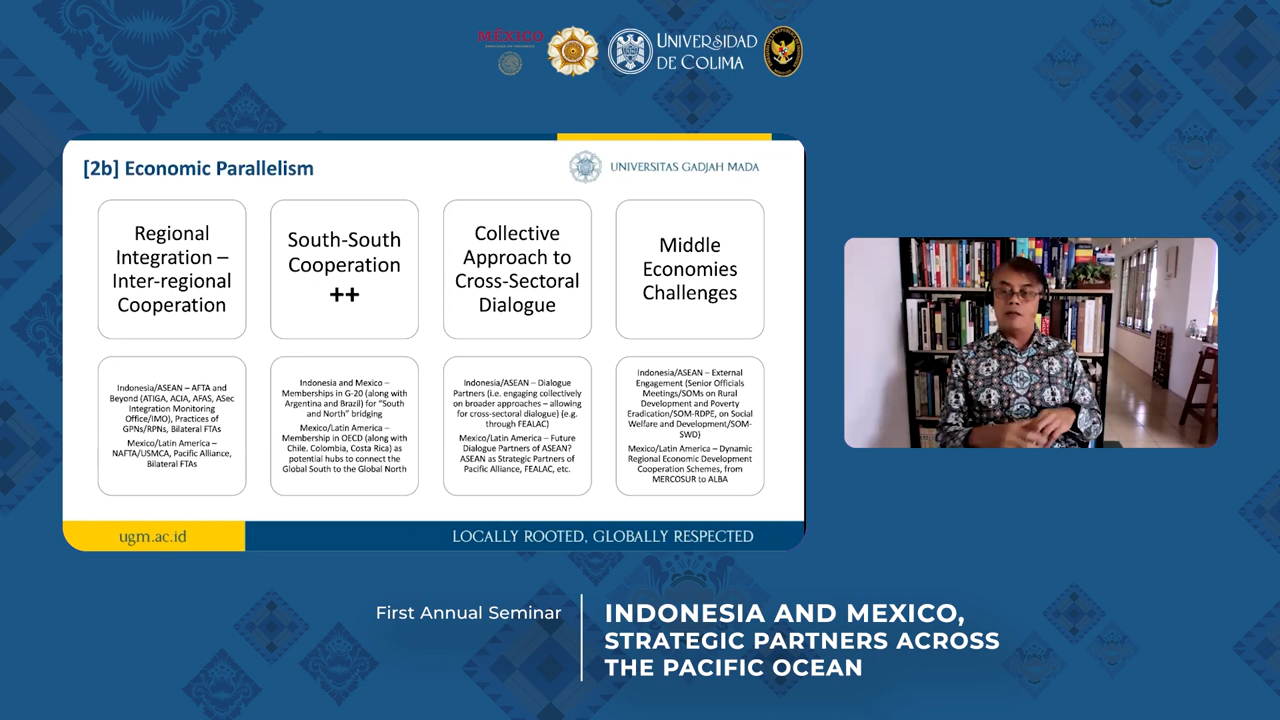 MÉXICO
UNIVERSIDAD
DE COLIMA
[2b] Economic Parallelism
UNIVERSITAS GADJAH MADA
Regional
Integration –
Inter-regional
Cooperation
South-South
Cooperation
++
Collective
Approach to
Cross-Sectoral
Dialogue
Middle
Economies
Challenges
Indonesia/ASEAN – AFTA and
Beyond (ATIGA, ACIA, AFAS, ASec
Integration Monitoring
Office/IMO), Practices of
GPNs/RPNs, Bilateral FTAs
Mexico/Latin America –
NAFTA/USMCA, Pacific Alliance,
Bilateral FTAs
Indonesia and Mexico –
Memberships in G-20 (along with
Argentina and Brazil) for “South
and North” bridging
Mexico/Latin America –
Membership in OECD (along with
Chile. Colombia, Costa Rica) as
potential hubs to connect the
Global South to the Global North
Indonesia/ASEAN – Dialogue
Partners (i.e. engaging collectively
on broader approaches – allowing
for cross-sectoral dialogue) (e.g.
through FEALAC)
Mexico/Latin America – Future
Dialogue Partners of ASEAN?
ASEAN as Strategic Partners of
Pacific Alliance, FEALAC, etc.
Indonesia/ASEAN – External
Engagement (Senior Officials
Meetings/SOMs on Rural
Development and Poverty
Eradication/SOM-RDPE, on Social
Welfare and Development/SOM-
SWD)
Mexico/Latin America – Dynamic
Regional Economic Development
Cooperation Schemes, from
MERCOSUR to ALBA
ugm.ac.id
LOCALLY ROOTED, GLOBALLY RESPECTED
First Annual Seminar
INDONESIA AND MEXICO,
STRATEGIC PARTNERS ACROSS
THE PACIFIC OCEAN